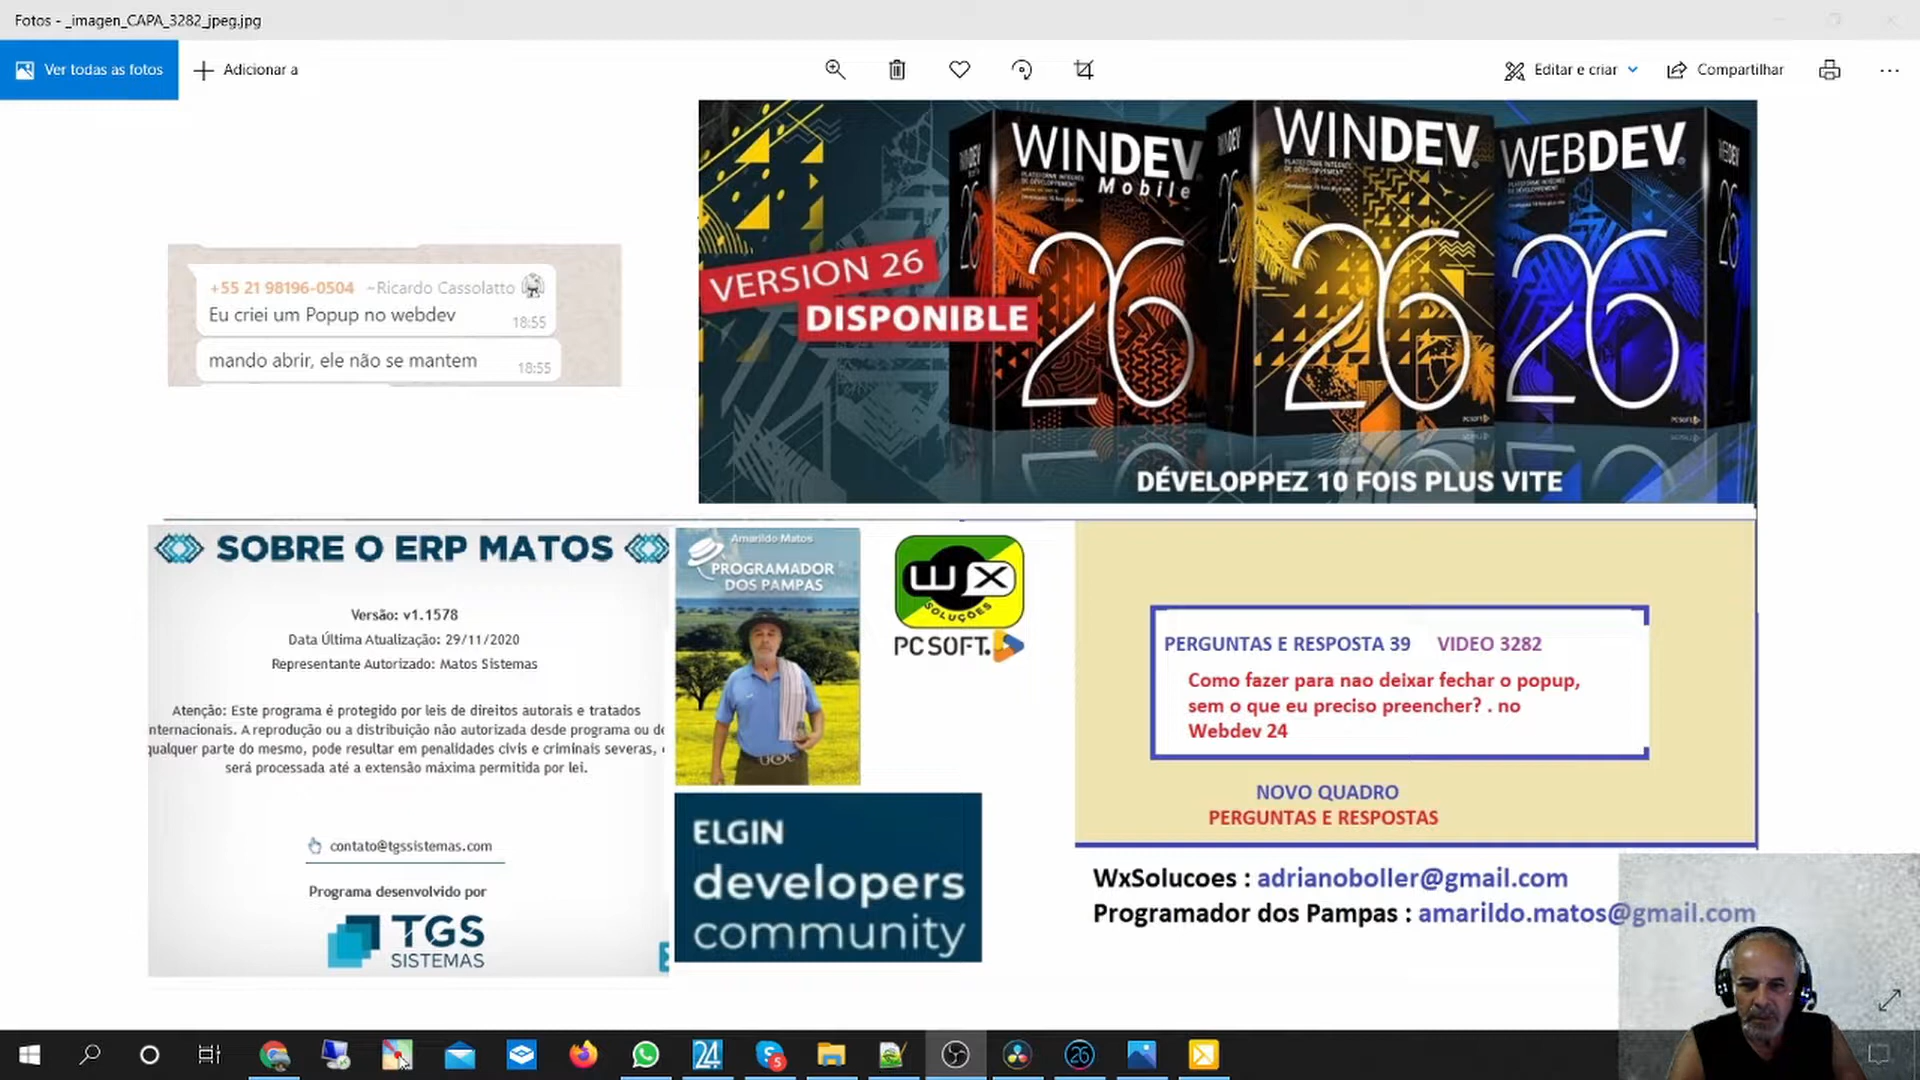 Fotos - _imagen_CAPA_3282_jpeg.jpg
Ver todas as fotos
Adicionar a
Editar e criar
Compartilhar
+55 21 98196-0504 ~Ricardo Cassolatto
Eu criei um Popup no webdev
18:55
mando abrir, ele não se mantem
18:55
VERSION 26
DISPONIBLE
WINDEV
Mobile
26
WINDEV
26
WEBDEV
26
DÉVELOPPEZ 10 FOIS PLUS VITE
SOBRE O ERP MATOS
Versão: v1.1578
Data Última Atualização: 29/11/2020
Representante Autorizado: Matos Sistemas
Atenção: Este programa é protegido por leis de direitos autorais e tratados
nternacionais. A reprodução ou a distribuição não autorizada desde programa ou de
qualquer parte do mesmo, pode resultar em penalidades civis e criminais severas,
será processada até a extensão máxima permitida por lei.
contato@tgssistemas.com
Programa desenvolvido por
TGS
SISTEMAS
Amarildo Matos
PROGRAMADOR
DOS PAMPAS
WX
SOLUÇÕES
PC SOFT
ELGIN
developers
community
PERGUNTAS E RESPOSTA 39 VIDEO 3282
Como fazer para nao deixar fechar o popup,
sem o que eu preciso preencher? . no
Webdev 24
NOVO QUADRO
PERGUNTAS E RESPOSTAS
WxSolucoes : adrianoboller@gmail.com
Programador dos Pampas : amarildo.matos@gmail.com
24
26